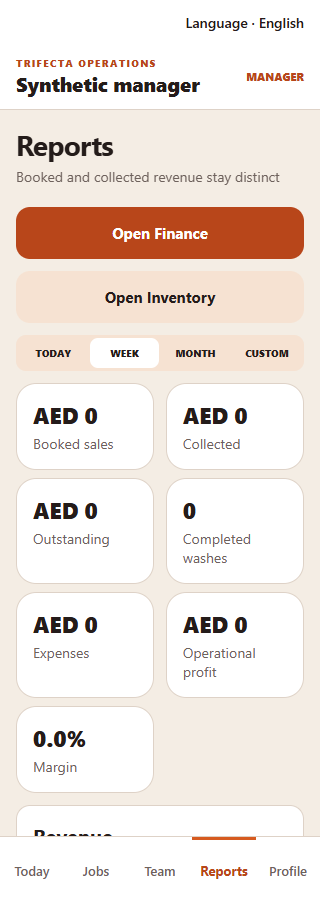 Language · English
TRIFECTA OPERATIONS
Synthetic manager
MANAGER
Reports
Booked and collected revenue stay distinct
Open Finance
Open Inventory
TODAY WEEK MONTH CUSTOM
AED 0
Booked sales
AED 0
Collected
AED 0
Outstanding
0
Completed
washes
AED 0
Expenses
AED 0
Operational
profit
0.0%
Margin
Revenue
Today Jobs Team Reports Profile